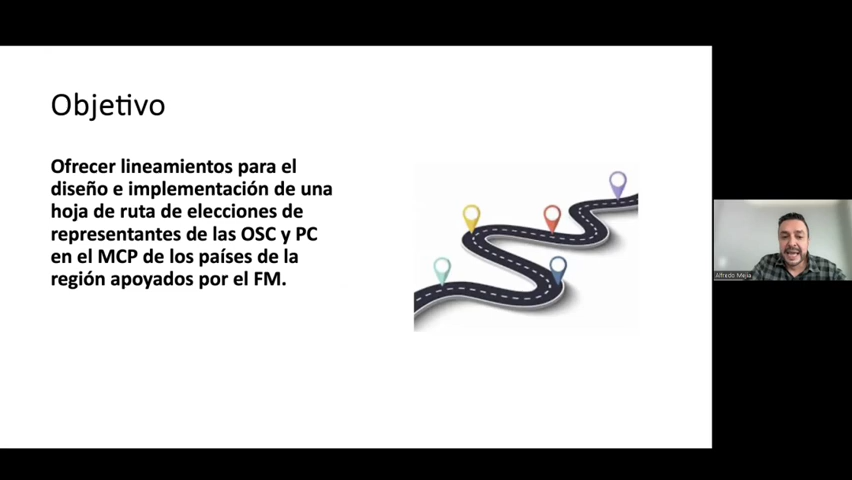 Objetivo
Ofrecer lineamientos para el
diseño e implementación de una
hoja de ruta de elecciones de
representantes de las OSC y PC
en el MCP de los países de la
región apoyados por el FM.
Alfredo Mejía